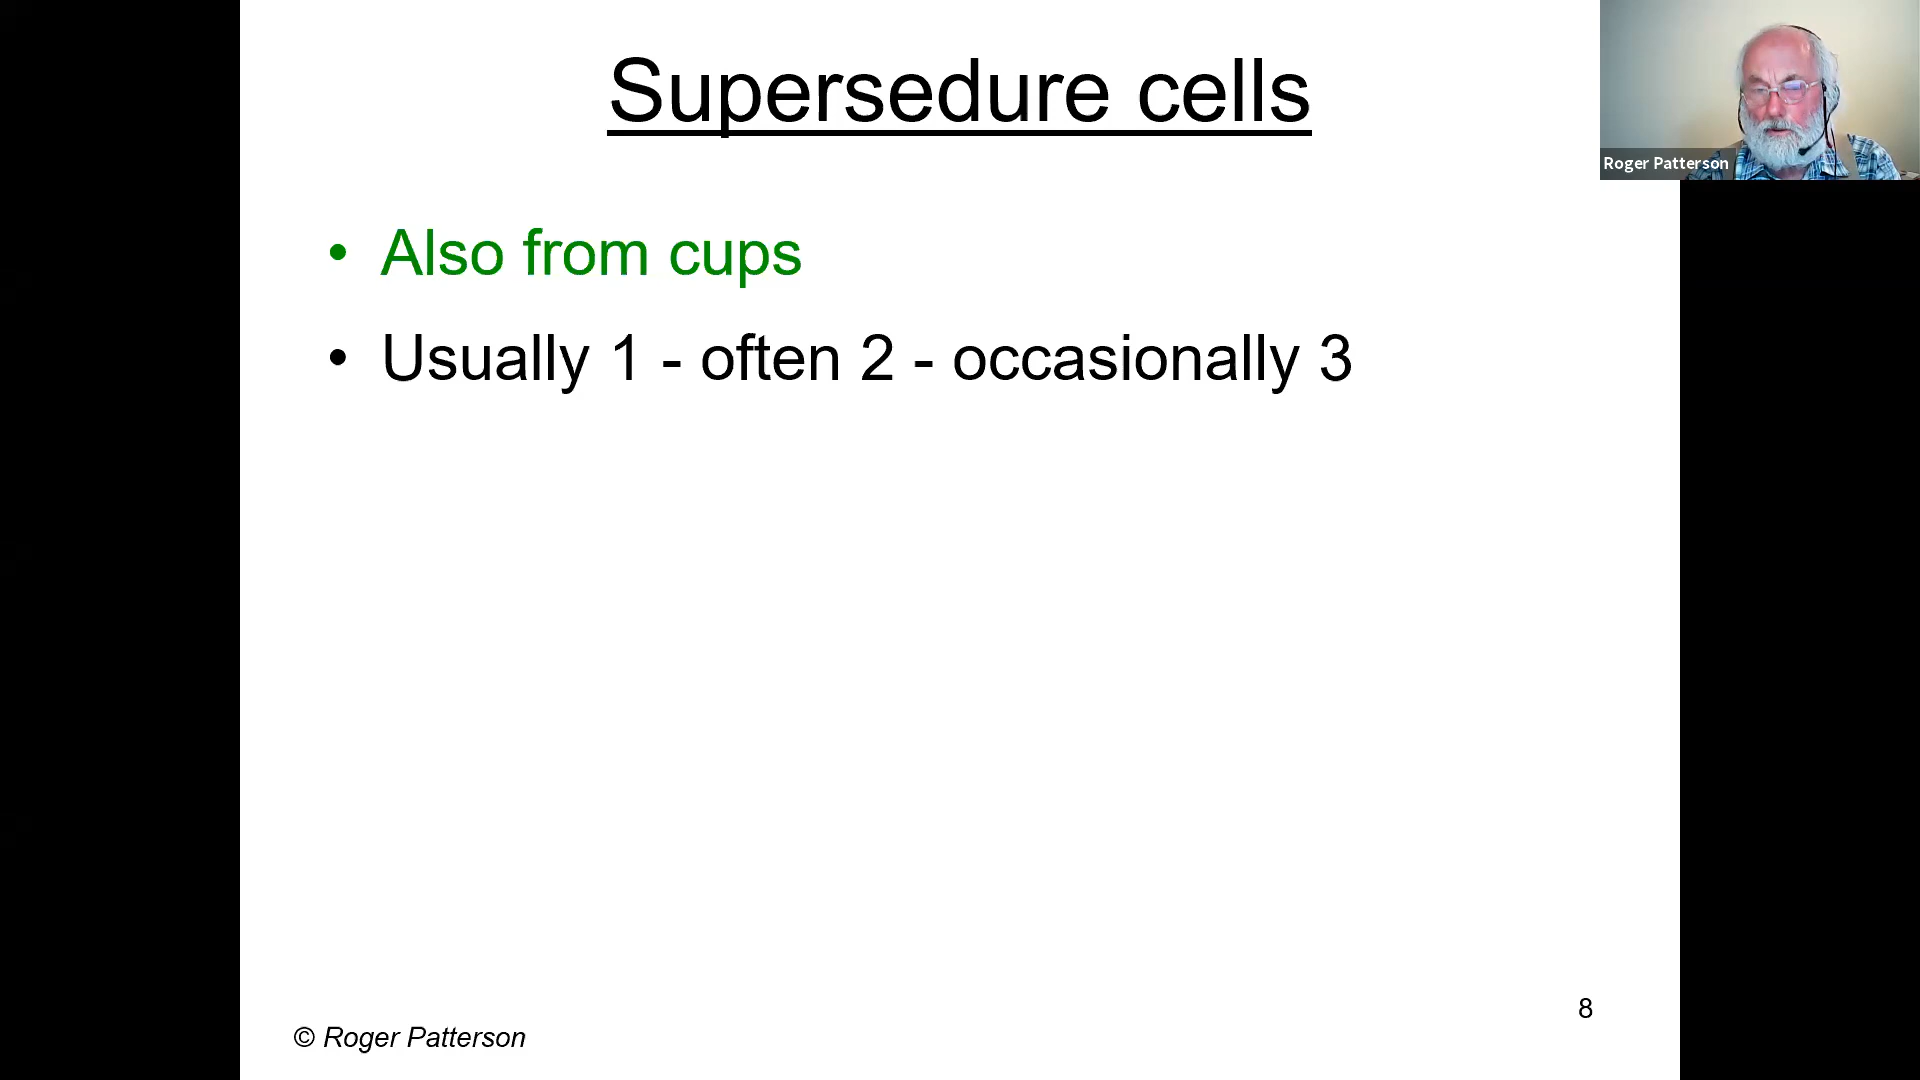 Supersedure cells
Roger Patterson
• Also from cups
• Usually 1 - often 2 - occasionally 3
8
© Roger Patterson